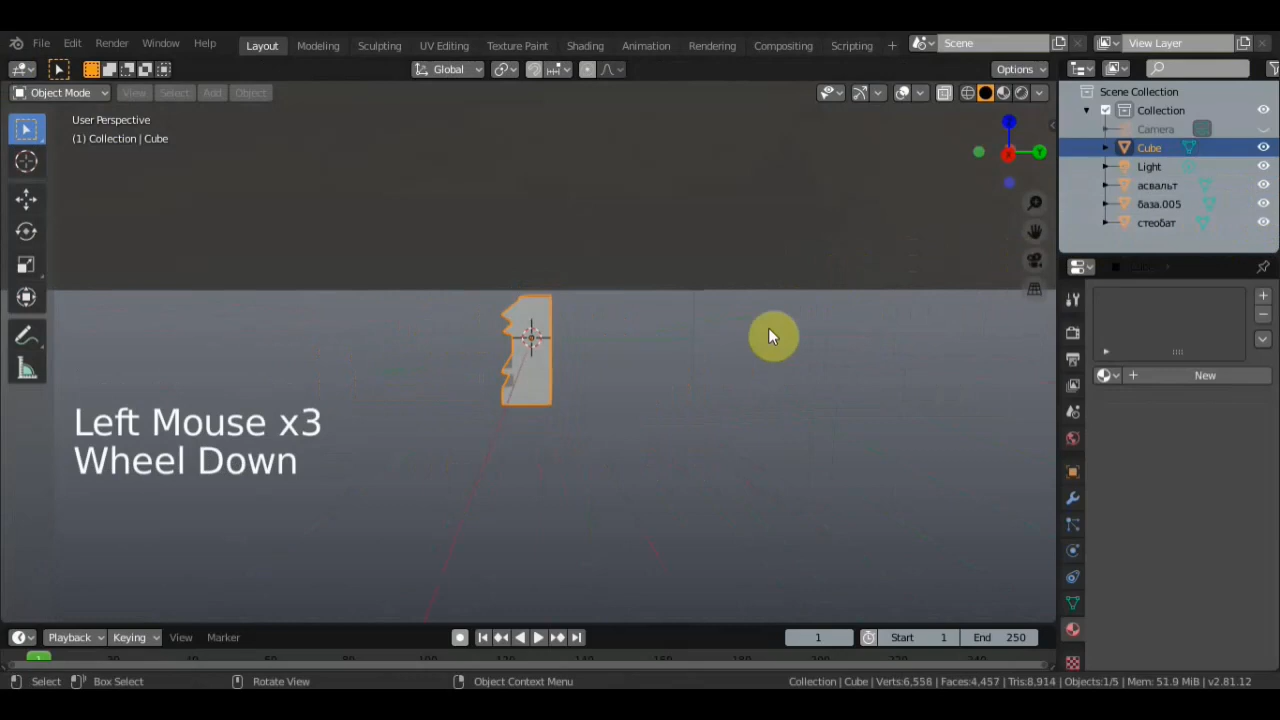 File Edit Render Window Help Layout Modeling Sculpting UV Editing Texture Paint Shading Animation Rendering Compositing Scripting + Scene View Layer
Global Options
Object Mode View Select Add Object
User Perspective
(1) Collection | Cube
Z
Y
X
Scene Collection
Collection
Camera
Cube
Light
асвальт
база.005
стеобат
New
Left Mouse x3
Wheel Down
Playback Keying View Marker 1 Start 1 End 250
Select Box Select Rotate View Object Context Menu Collection | Cube | Verts:6,558 | Faces:4,457 | Tris:8,914 | Objects:1/5 | Mem: 51.9 MiB | v2.81.12